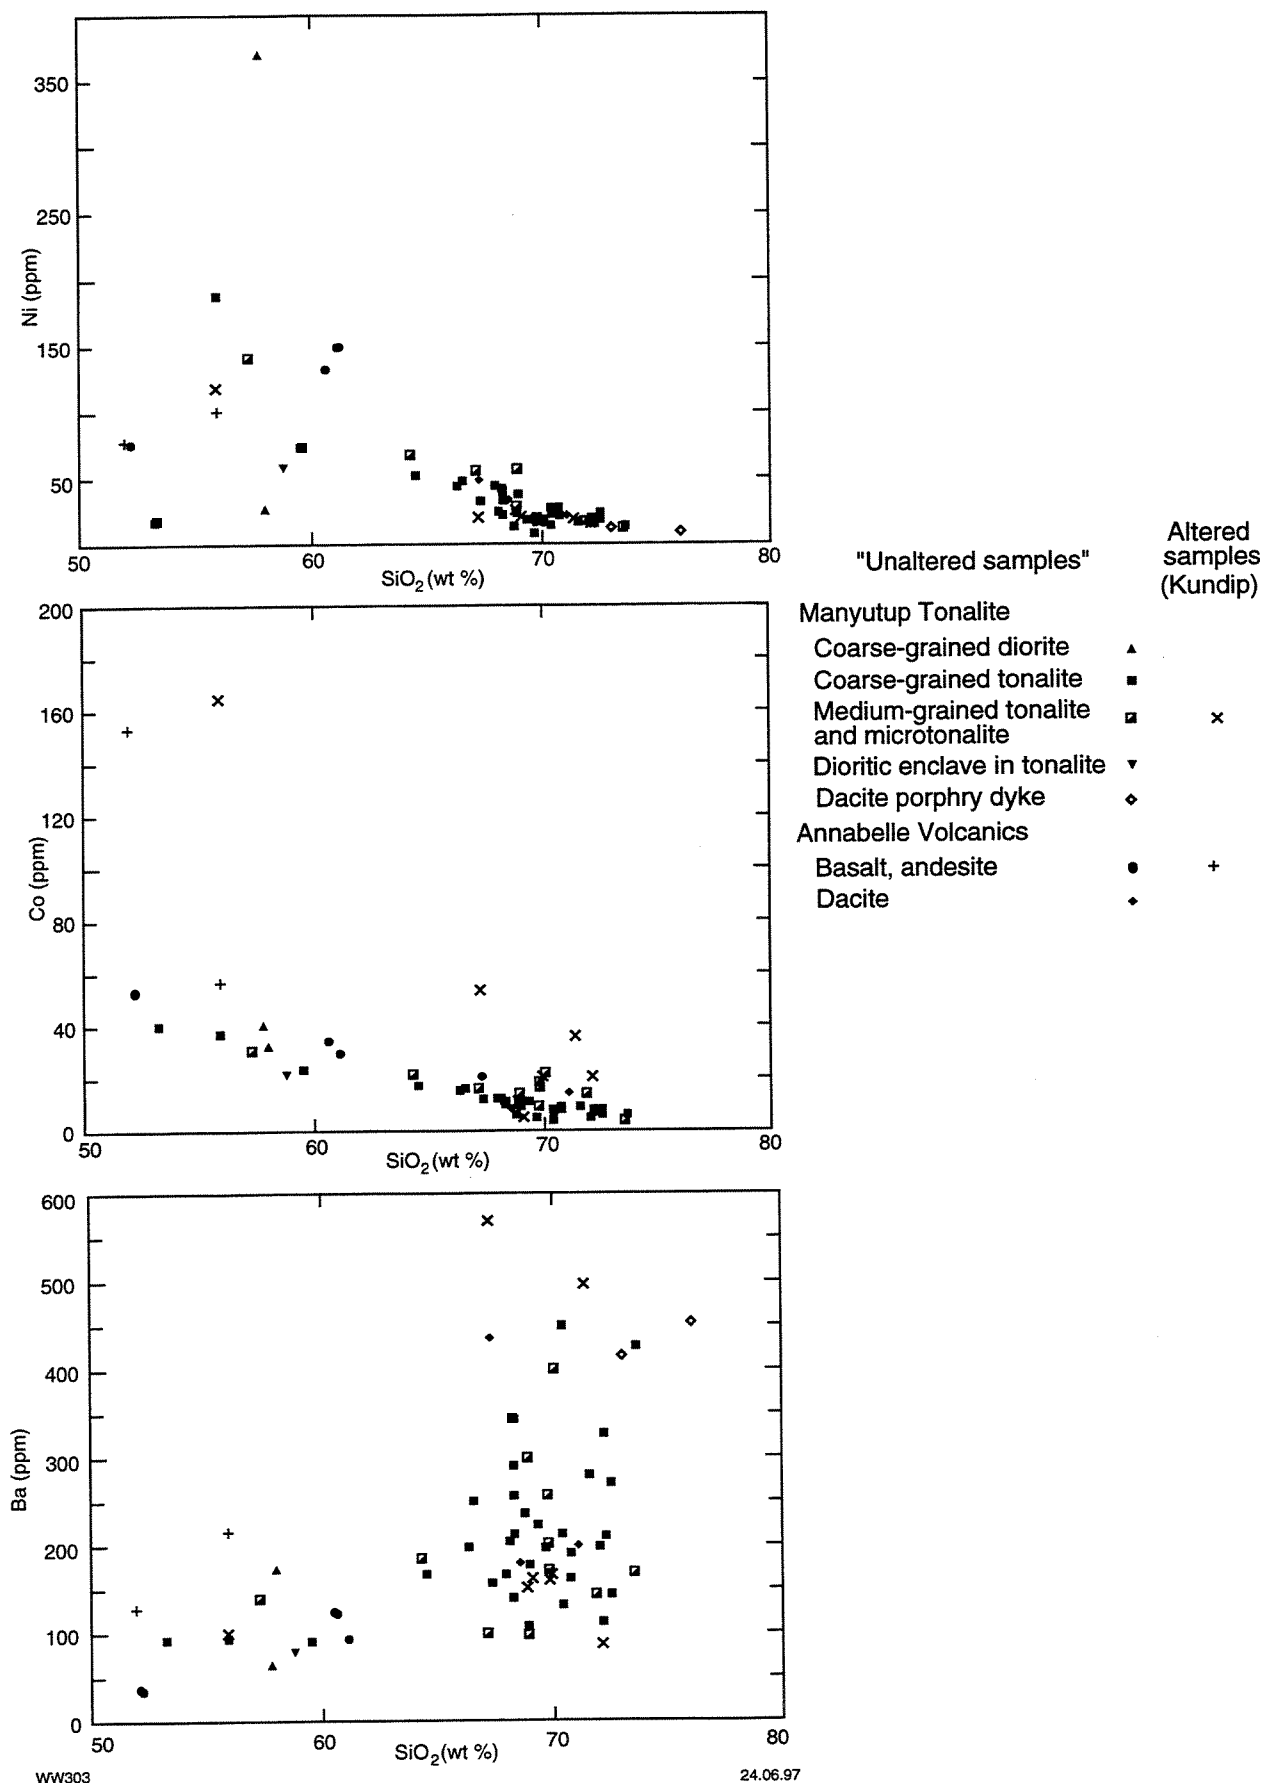 350
250
150
50
Ni (ppm)
50
60
70
80
SiO2 (wt %)
"Unaltered samples"
Altered
samples
(Kundip)
Manyutup Tonalite
Coarse-grained diorite
Coarse-grained tonalite
Medium-grained tonalite
and microtonalite
Dioritic enclave in tonalite
Dacite porphry dyke
Annabelle Volcanics
Basalt, andesite
Dacite
200
160
120
80
40
0
Co (ppm)
50
60
70
80
SiO2 (wt %)
600
500
400
300
200
100
0
Ba (ppm)
50
60
70
80
SiO2 (wt %)
WW303
24.06.97